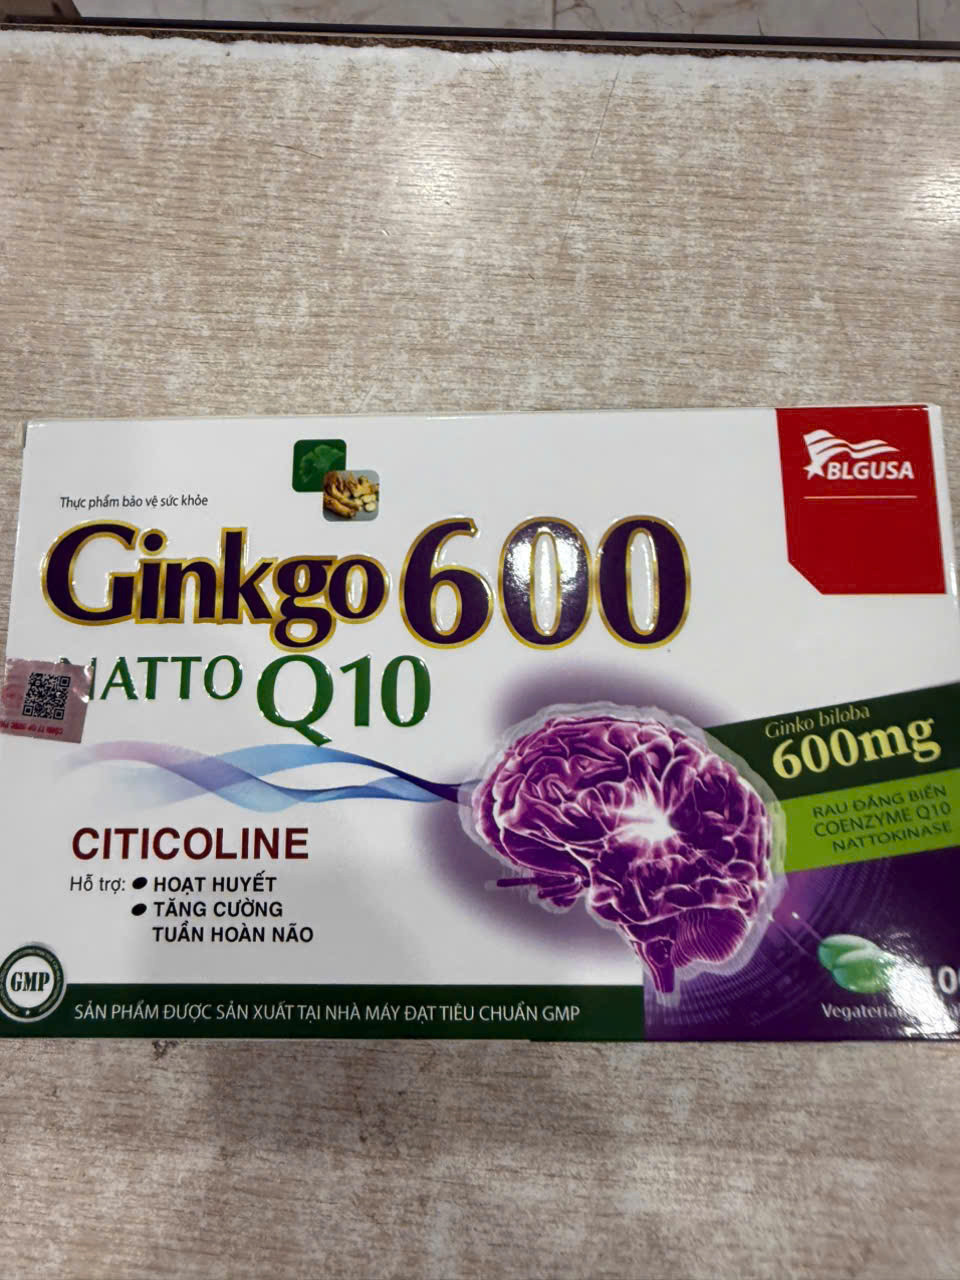 BLGUSA
Thực phẩm bảo vệ sức khỏe
Ginkgo 600
NATTO Q10
Ginko biloba
600mg
RAU ĐẮNG BIỂN
COENZYME Q10
NATTOKINASE
CITICOLINE
Hỗ trợ: ● HOẠT HUYẾT
● TĂNG CƯỜNG
TUẦN HOÀN NÃO
GMP
SẢN PHẨM ĐƯỢC SẢN XUẤT TẠI NHÀ MÁY ĐẠT TIÊU CHUẨN GMP